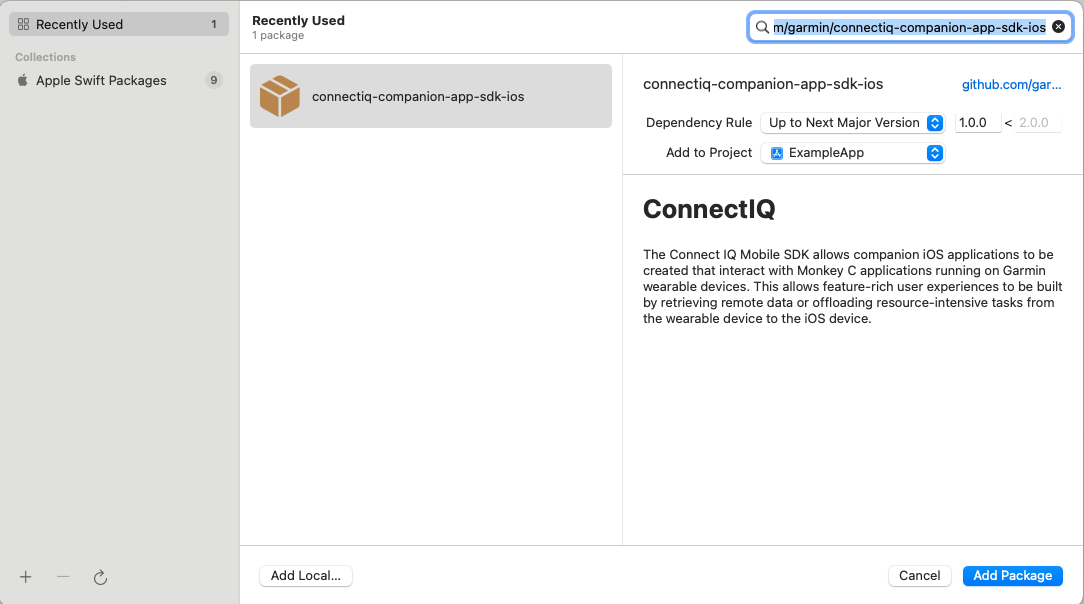 Recently Used 1
Collections
Apple Swift Packages 9
Recently Used
1 package
m/garmin/connectiq-companion-app-sdk-ios
connectiq-companion-app-sdk-ios
connectiq-companion-app-sdk-ios github.com/gar...
Dependency Rule Up to Next Major Version 1.0.0 < 2.0.0
Add to Project ExampleApp
ConnectIQ
The Connect IQ Mobile SDK allows companion iOS applications to be
created that interact with Monkey C applications running on Garmin
wearable devices. This allows feature-rich user experiences to be built
by retrieving remote data or offloading resource-intensive tasks from
the wearable device to the iOS device.
Add Local... Cancel Add Package